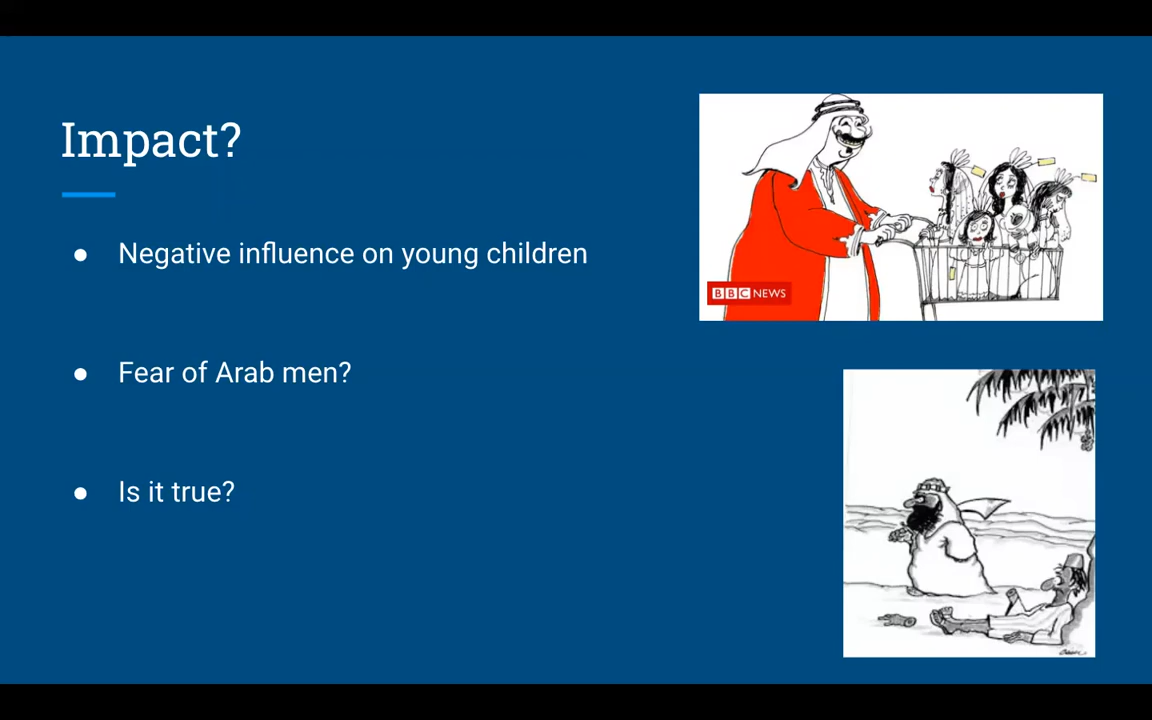 Impact?
Negative influence on young children
Fear of Arab men?
Is it true?
BBC NEWS